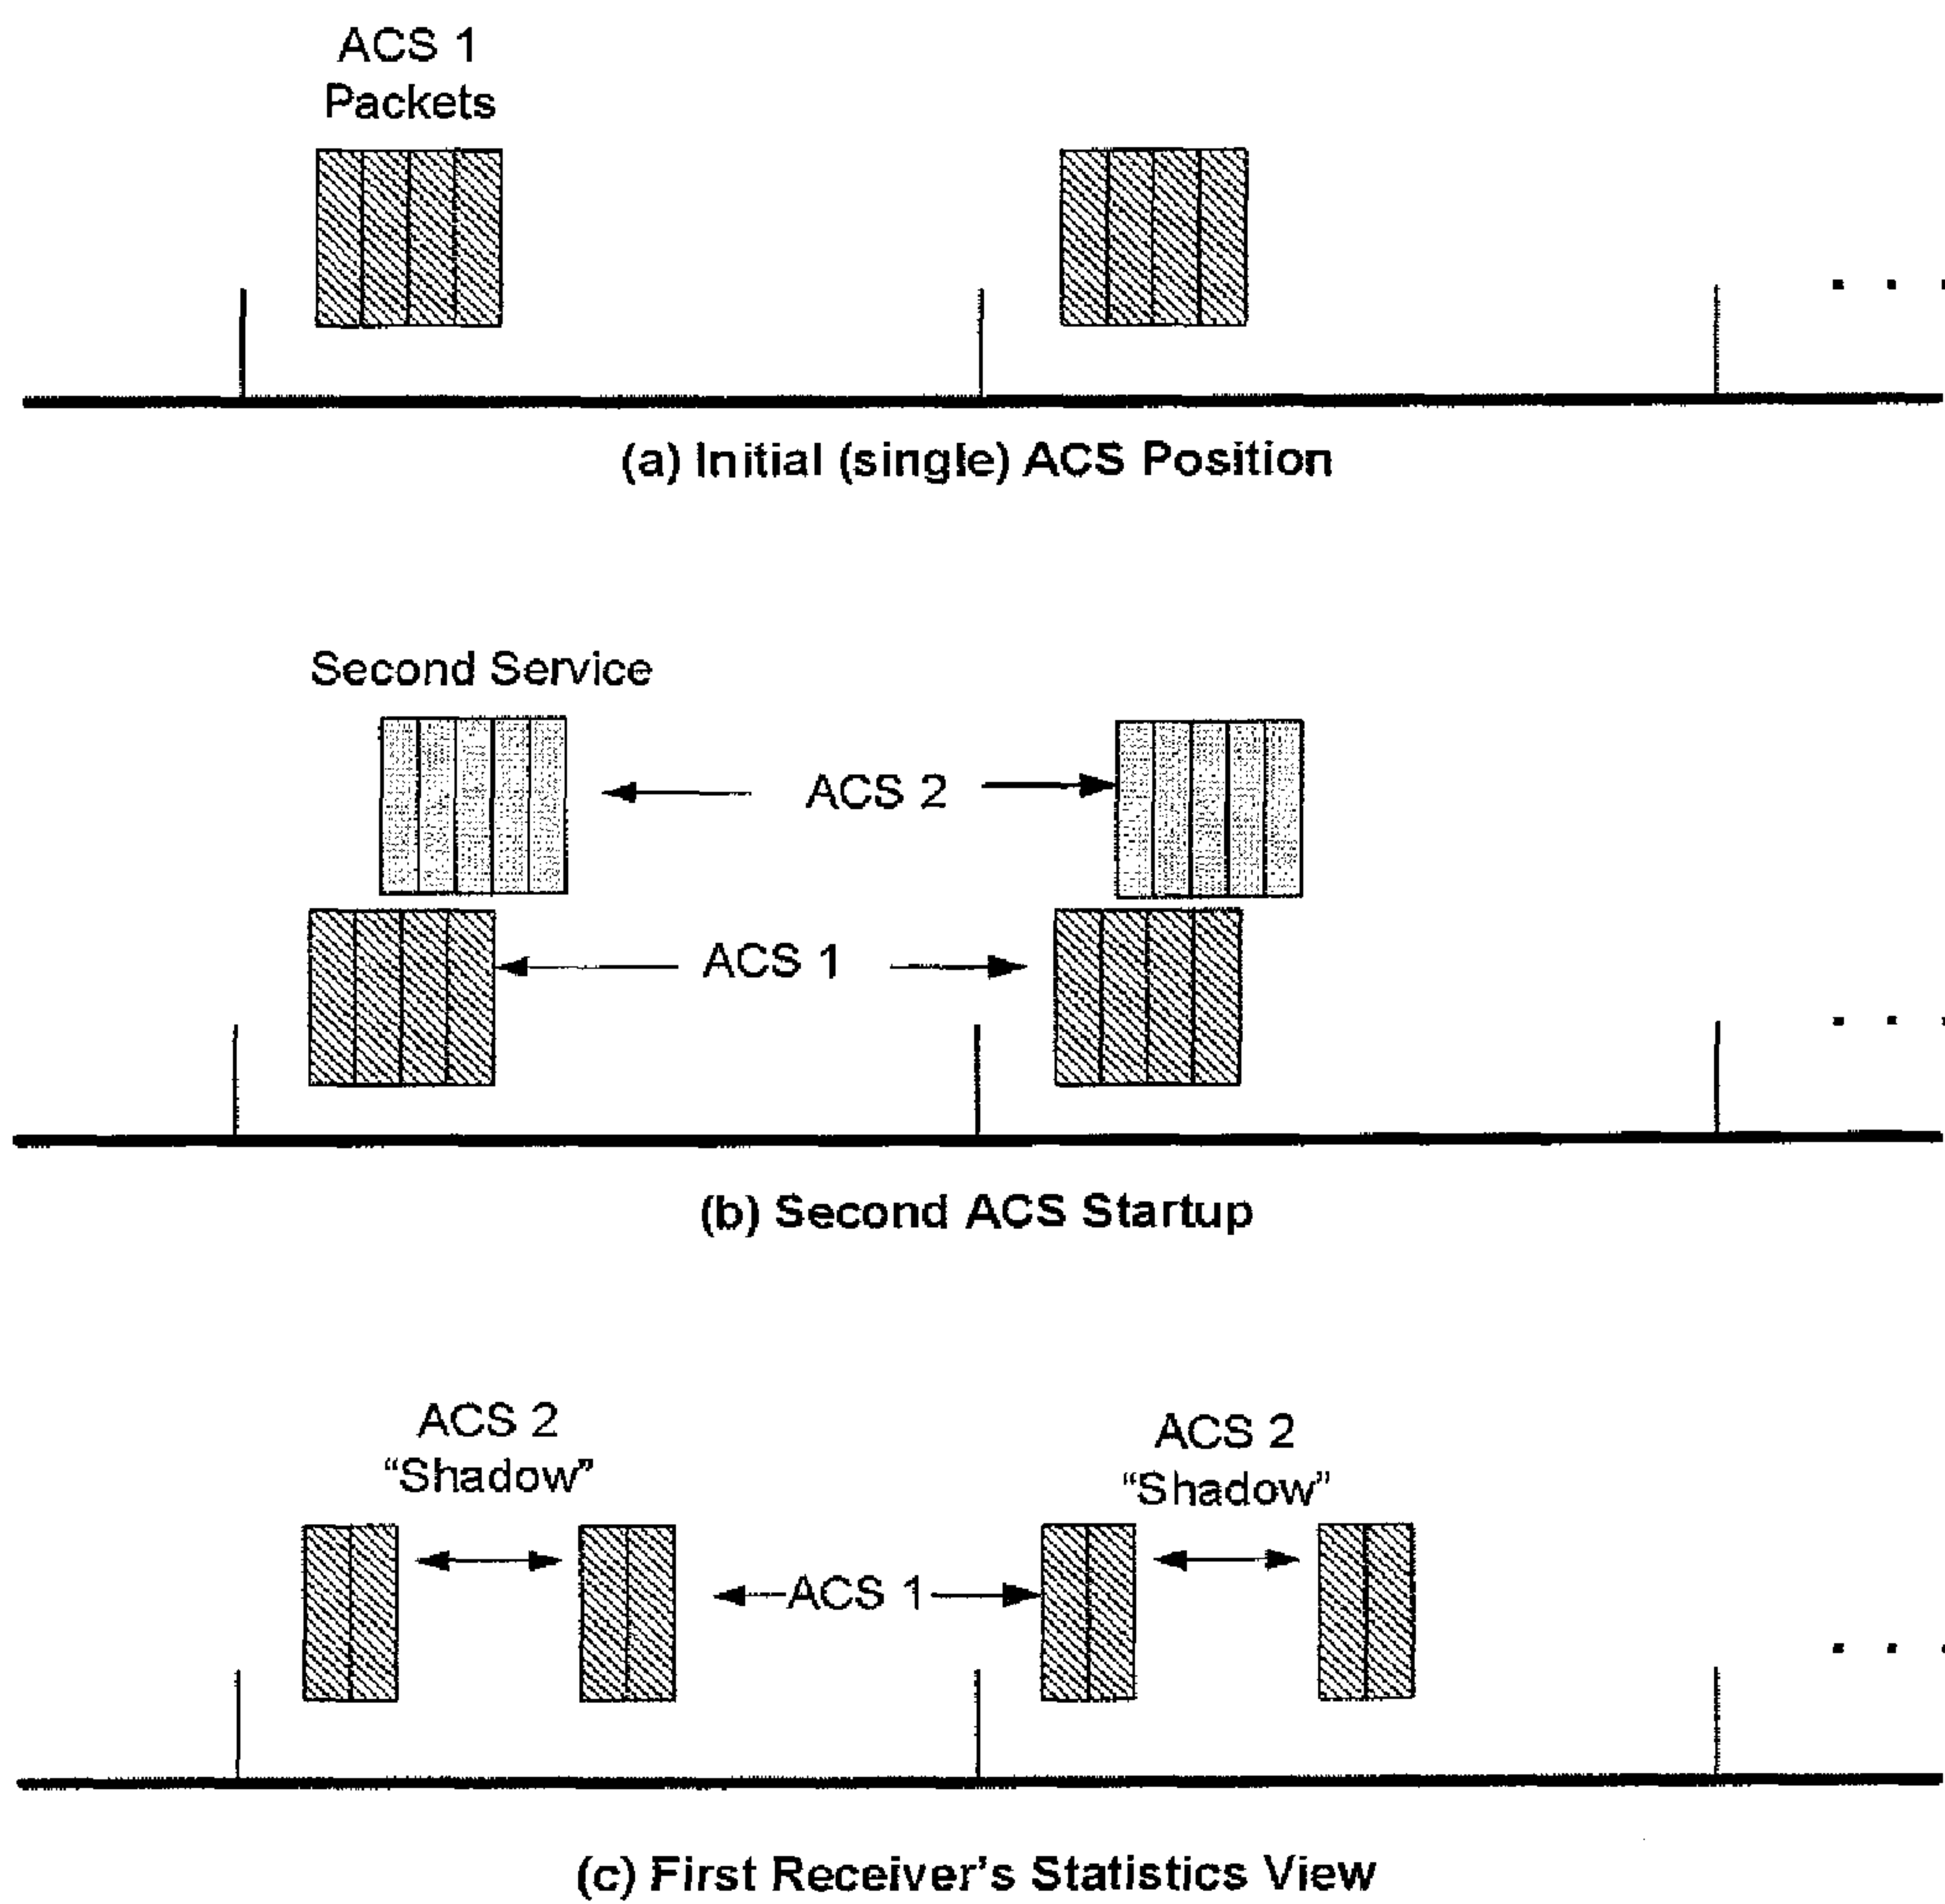 ACS 1
Packets
. . .
(a) Initial (single) ACS Position
Second Service
ACS 2
ACS 1
. . .
(b) Second ACS Startup
ACS 2
“Shadow”
ACS 2
“Shadow”
ACS 1
. . .
(c) First Receiver’s Statistics View